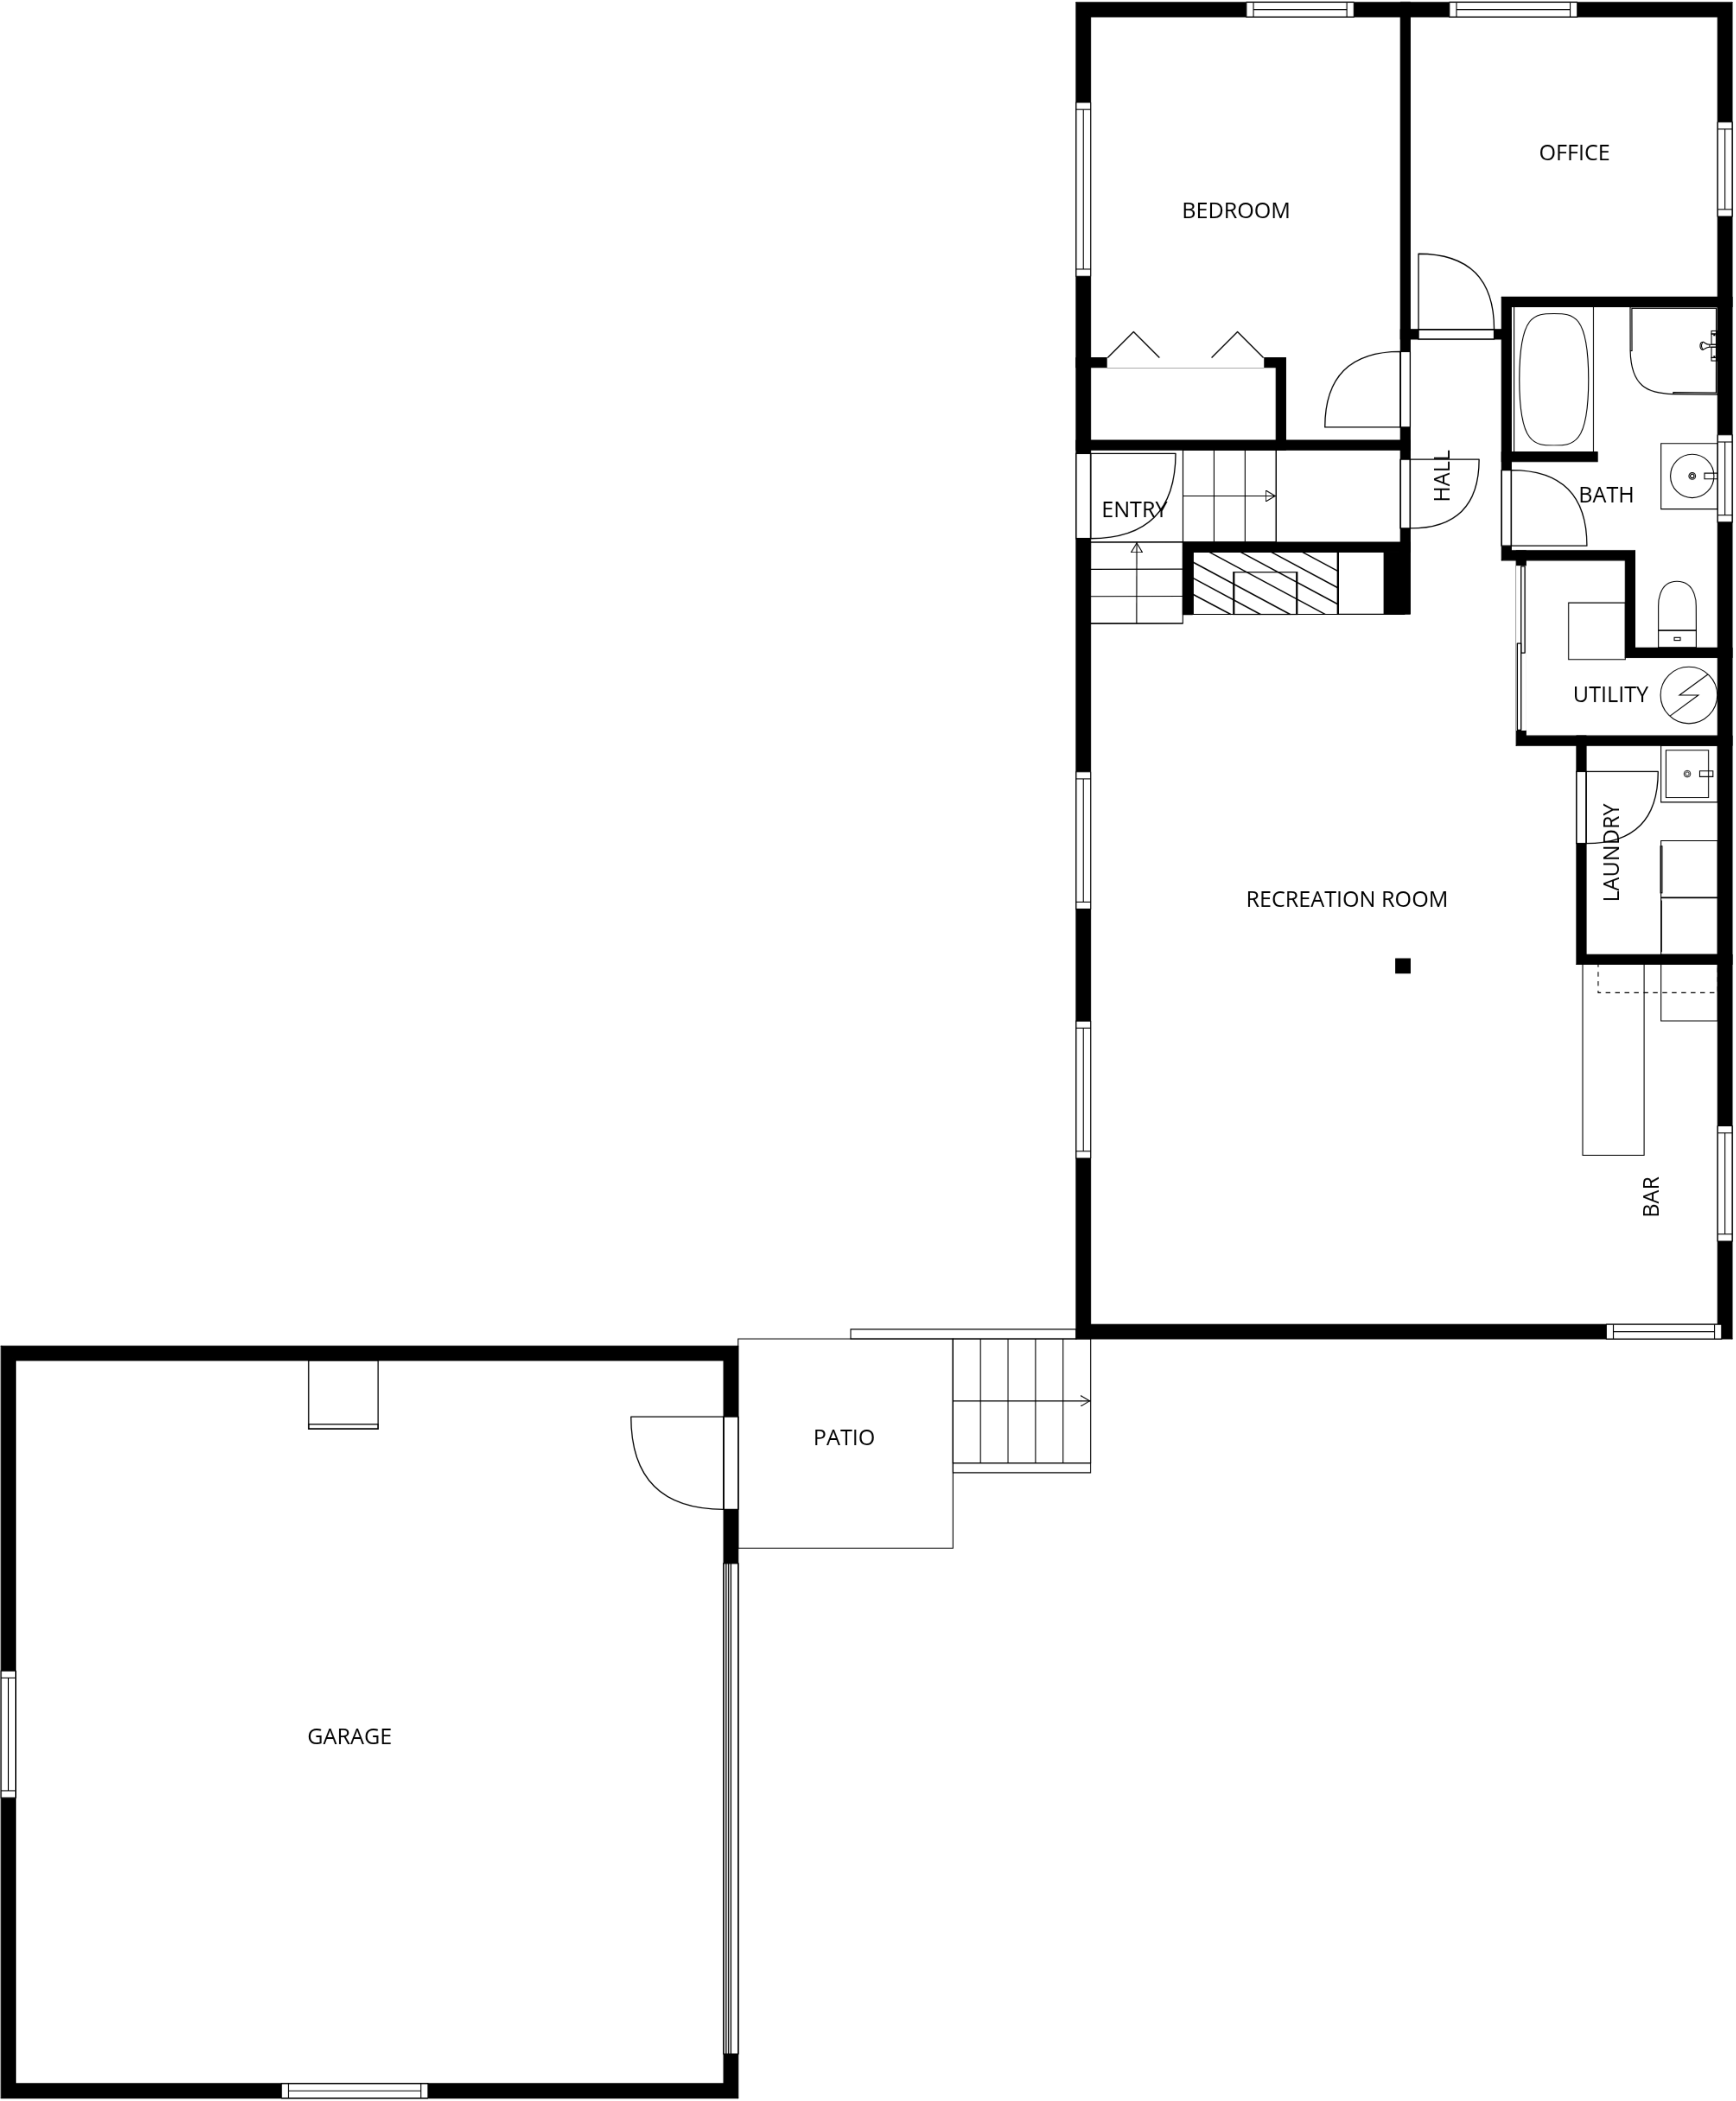 OFFICE
BEDROOM
HALL
BATH
ENTRY
UTILITY
LAUNDRY
RECREATION ROOM
BAR
PATIO
GARAGE